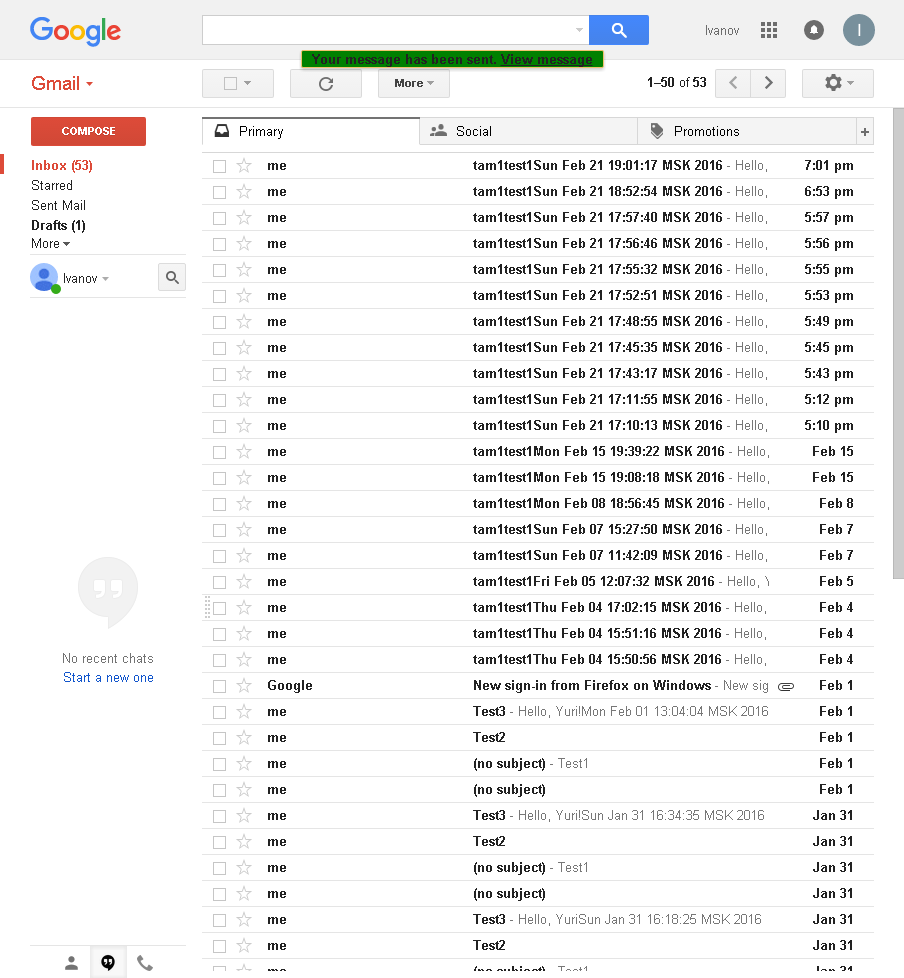 Google
Ivanov
I
Your message has been sent. View message
Gmail
More
1–50 of 53
COMPOSE
Primary
Social
Promotions
+
Inbox (53)
Starred
Sent Mail
Drafts (1)
More
Ivanov
No recent chats
Start a new one
me tam1test1Sun Feb 21 19:01:17 MSK 2016 - Hello, 7:01 pm
me tam1test1Sun Feb 21 18:52:54 MSK 2016 - Hello, 6:53 pm
me tam1test1Sun Feb 21 17:57:40 MSK 2016 - Hello, 5:57 pm
me tam1test1Sun Feb 21 17:56:46 MSK 2016 - Hello, 5:56 pm
me tam1test1Sun Feb 21 17:55:32 MSK 2016 - Hello, 5:55 pm
me tam1test1Sun Feb 21 17:52:51 MSK 2016 - Hello, 5:53 pm
me tam1test1Sun Feb 21 17:48:55 MSK 2016 - Hello, 5:49 pm
me tam1test1Sun Feb 21 17:45:35 MSK 2016 - Hello, 5:45 pm
me tam1test1Sun Feb 21 17:43:17 MSK 2016 - Hello, 5:43 pm
me tam1test1Sun Feb 21 17:11:55 MSK 2016 - Hello, 5:12 pm
me tam1test1Sun Feb 21 17:10:13 MSK 2016 - Hello, 5:10 pm
me tam1test1Mon Feb 15 19:39:22 MSK 2016 - Hello, Feb 15
me tam1test1Mon Feb 15 19:08:18 MSK 2016 - Hello, Feb 15
me tam1test1Mon Feb 08 18:56:45 MSK 2016 - Hello, Feb 8
me tam1test1Sun Feb 07 15:27:50 MSK 2016 - Hello, Feb 7
me tam1test1Sun Feb 07 11:42:09 MSK 2016 - Hello, Feb 7
me tam1test1Fri Feb 05 12:07:32 MSK 2016 - Hello, Feb 5
me tam1test1Thu Feb 04 17:02:15 MSK 2016 - Hello, Feb 4
me tam1test1Thu Feb 04 15:51:16 MSK 2016 - Hello, Feb 4
me tam1test1Thu Feb 04 15:50:56 MSK 2016 - Hello, Feb 4
Google New sign-in from Firefox on Windows - New sig Feb 1
me Test3 - Hello, Yuri!Mon Feb 01 13:04:04 MSK 2016 Feb 1
me Test2 Feb 1
me (no subject) - Test1 Feb 1
me (no subject) Feb 1
me Test3 - Hello, Yuri!Sun Jan 31 16:34:35 MSK 2016 Jan 31
me Test2 Jan 31
me (no subject) - Test1 Jan 31
me (no subject) Jan 31
me Test3 - Hello, YuriSun Jan 31 16:18:25 MSK 2016 Jan 31
me Test2 Jan 31